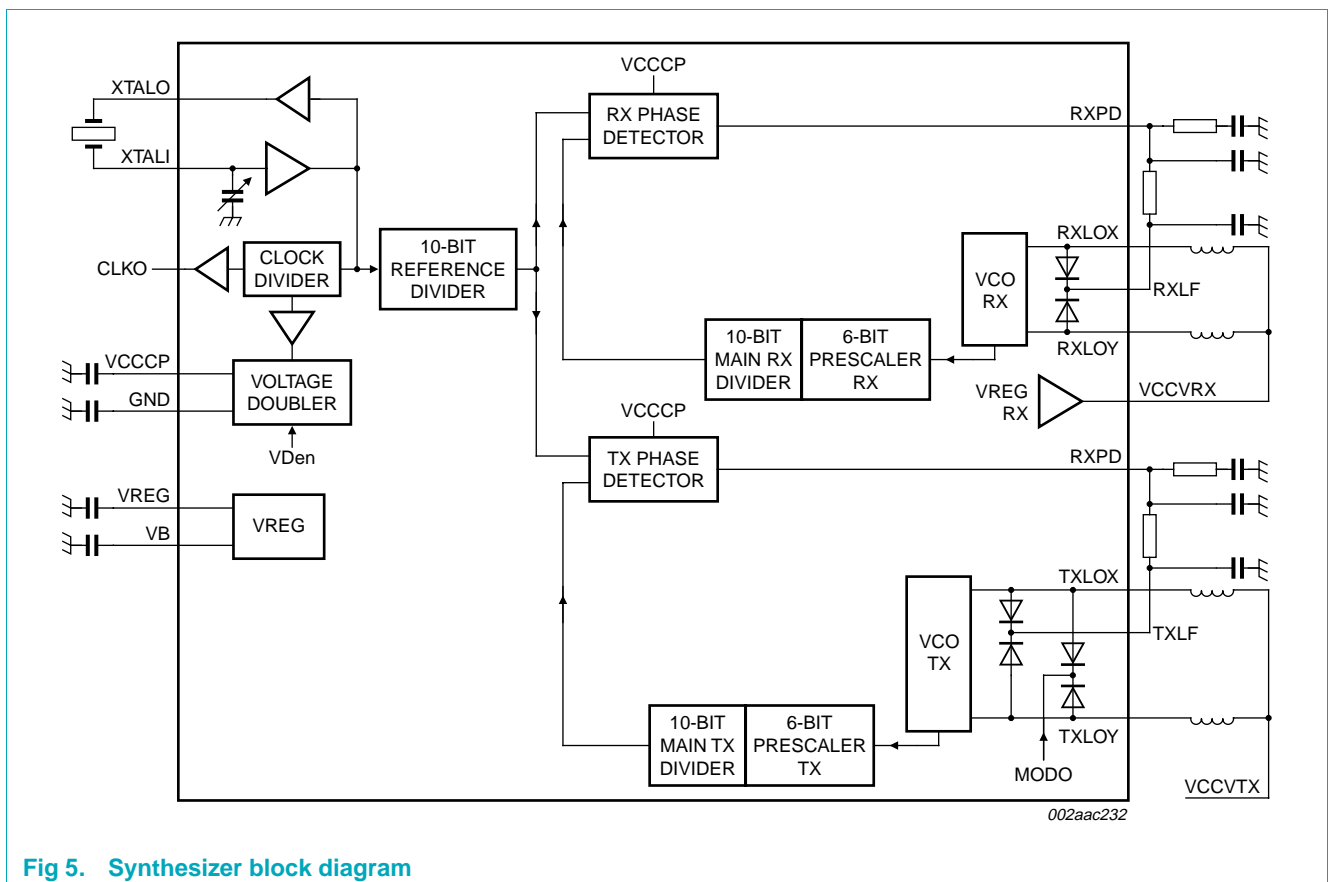 XTALO
XTALI
CLKO
CLOCK
DIVIDER
10-BIT
REFERENCE
DIVIDER
VCCCP
GND
VOLTAGE
DOUBLER
VDen
VREG
VB
VREG
VCCCP
RX PHASE
DETECTOR
RXPD
RXLOX
VCO
RX
RXLF
RXLOY
10-BIT
MAIN RX
DIVIDER
6-BIT
PRESCALER
RX
VREG
RX
VCCVRX
VCCCP
TX PHASE
DETECTOR
RXPD
TXLOX
VCO
TX
TXLF
TXLOY
10-BIT
MAIN TX
DIVIDER
6-BIT
PRESCALER
TX
MODO
VCCVTX
002aac232
Fig 5. Synthesizer block diagram